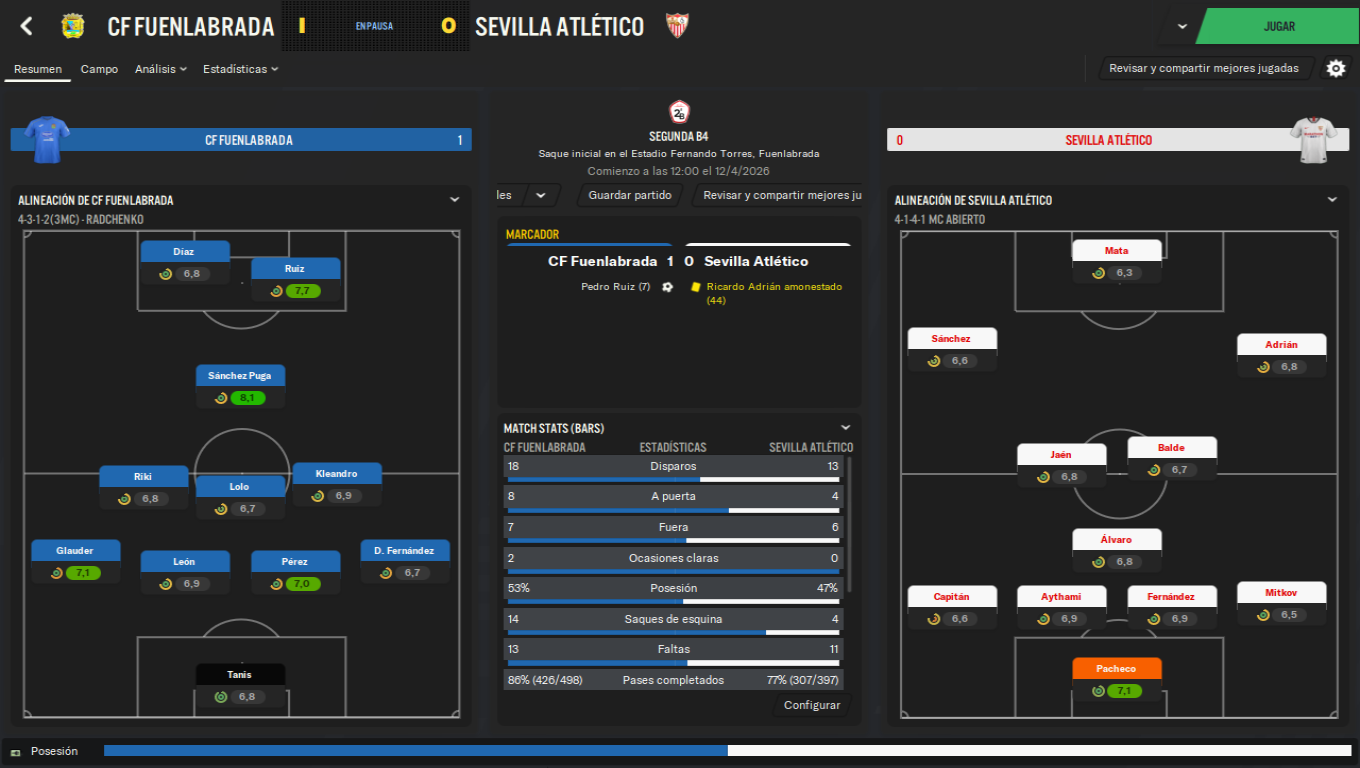 CF FUENLABRADA
1
EN PAUSA
0
SEVILLA ATLÉTICO
JUGAR
Resumen
Campo
Análisis
Estadísticas
Revisar y compartir mejores jugadas
CF FUENLABRADA 1
ALINEACIÓN DE CF FUENLABRADA
4-3-1-2(3MC) - RADCHENKO
Díaz
6,8
Ruiz
7,7
Sánchez Puga
8,1
Riki
6,8
Lolo
6,7
Kleandro
6,9
Glauder
7,1
León
6,9
Pérez
7,0
D. Fernández
6,7
Tanis
6,8
2ªB
SEGUNDA B4
Saque inicial en el Estadio Fernando Torres, Fuenlabrada
Comienzo a las 12:00 el 12/4/2026
les
Guardar partido
Revisar y compartir mejores ju
MARCADOR
CF Fuenlabrada 1 0 Sevilla Atlético
Pedro Ruiz (7)
Ricardo Adrián amonestado
(44)
MATCH STATS (BARS)
CF FUENLABRADA ESTADÍSTICAS SEVILLA ATLÉTICO
18 Disparos 13
8 A puerta 4
7 Fuera 6
2 Ocasiones claras 0
53% Posesión 47%
14 Saques de esquina 4
13 Faltas 11
86% (426/498) Pases completados 77% (307/397)
Configurar
0 SEVILLA ATLÉTICO
ALINEACIÓN DE SEVILLA ATLÉTICO
4-1-4-1 MC ABIERTO
Mata
6,3
Sánchez
6,6
Adrián
6,8
Jaén
6,8
Balde
6,7
Álvaro
6,8
Capitán
6,6
Aythami
6,9
Fernández
6,9
Mitkov
6,5
Pacheco
7,1
Posesión